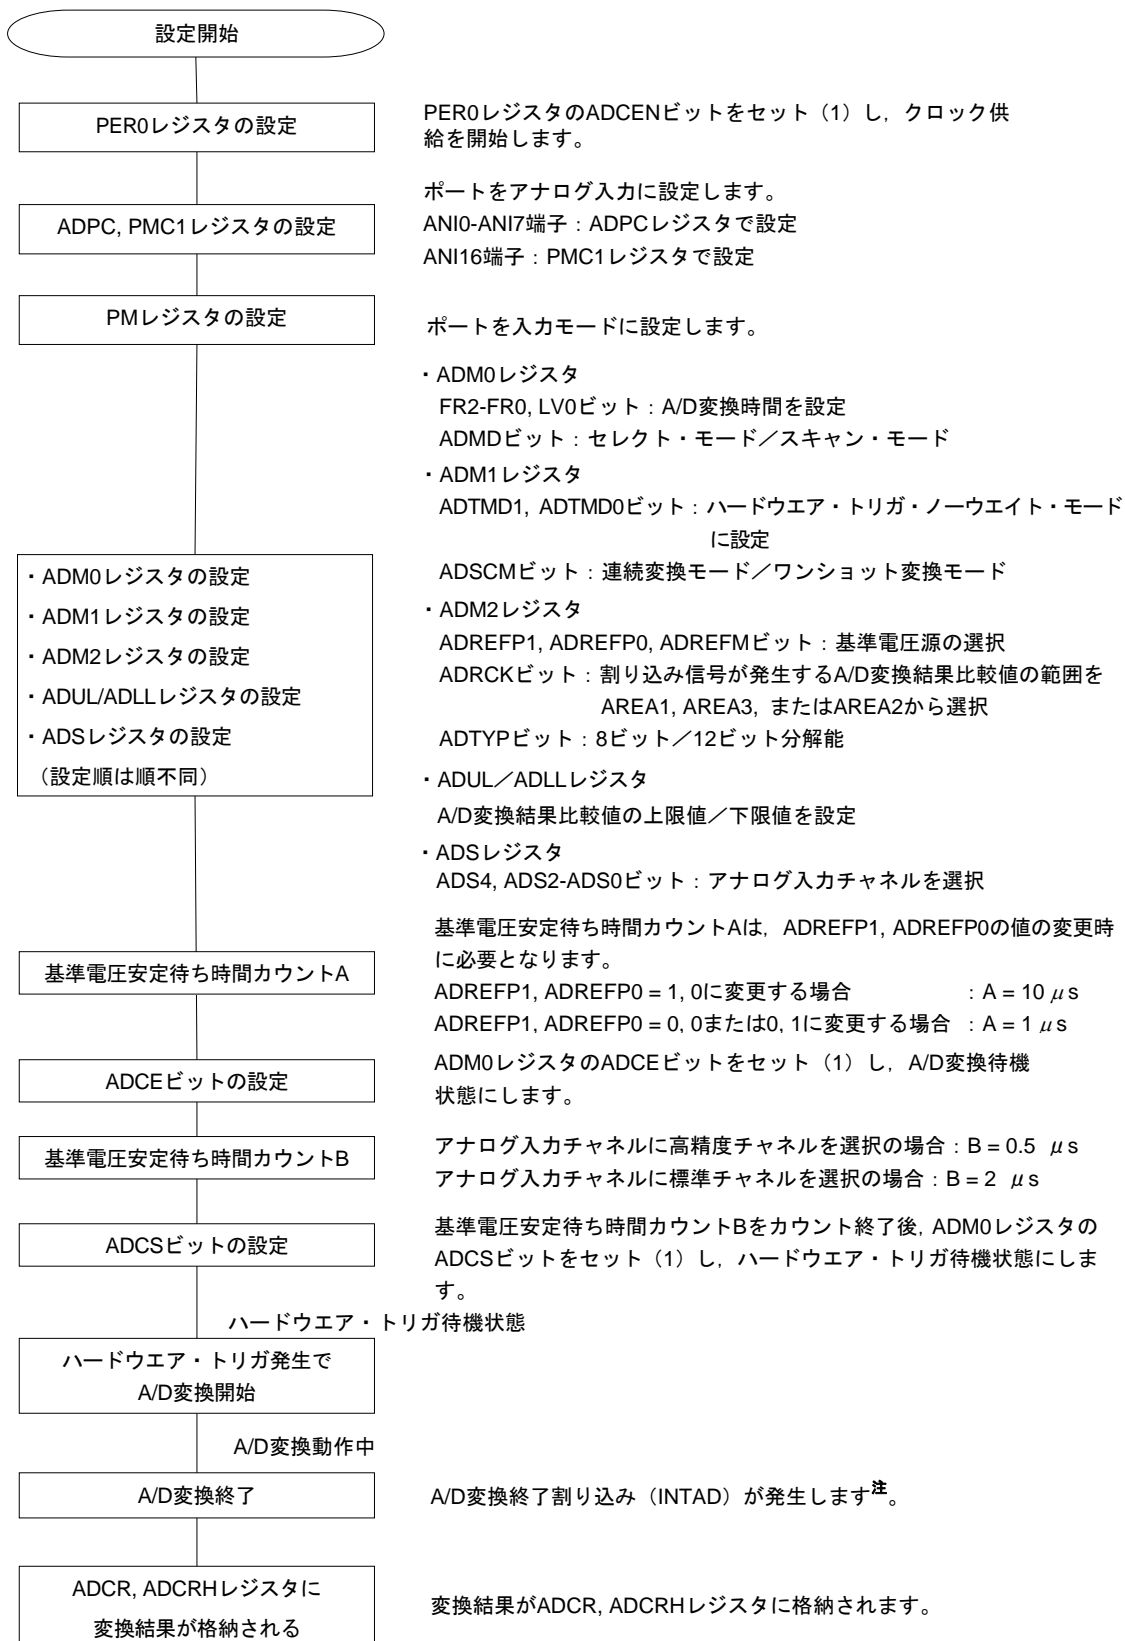 設定開始
PER0レジスタの設定
PER0レジスタのADCENビットをセット（1）し，クロック供
給を開始します。
ADPC, PMC1レジスタの設定
ポートをアナログ入力に設定します。
ANI0-ANI7端子：ADPCレジスタで設定
ANI16端子：PMC1レジスタで設定
PMレジスタの設定
ポートを入力モードに設定します。
・ADM0レジスタの設定
・ADM1レジスタの設定
・ADM2レジスタの設定
・ADUL/ADLLレジスタの設定
・ADSレジスタの設定
（設定順は順不同）
・ADM0レジスタ
FR2-FR0, LV0ビット：A/D変換時間を設定
ADMDビット：セレクト・モード／スキャン・モード
・ADM1レジスタ
ADTMD1, ADTMD0ビット：ハードウエア・トリガ・ノーウエイト・モード
に設定
ADSCMビット：連続変換モード／ワンショット変換モード
・ADM2レジスタ
ADREFP1, ADREFP0, ADREFMビット：基準電圧源の選択
ADRCKビット：割り込み信号が発生するA/D変換結果比較値の範囲を
AREA1, AREA3, またはAREA2から選択
ADTYPビット：8ビット／12ビット分解能
・ADUL／ADLLレジスタ
A/D変換結果比較値の上限値／下限値を設定
・ADSレジスタ
ADS4, ADS2-ADS0ビット：アナログ入力チャネルを選択
基準電圧安定待ち時間カウントA
基準電圧安定待ち時間カウントAは，ADREFP1, ADREFP0の値の変更時
に必要となります。
ADREFP1, ADREFP0 = 1, 0に変更する場合 ：A = 10 μs
ADREFP1, ADREFP0 = 0, 0または0, 1に変更する場合 ：A = 1 μs
ADCEビットの設定
ADM0レジスタのADCEビットをセット（1）し，A/D変換待機
状態にします。
基準電圧安定待ち時間カウントB
アナログ入力チャネルに高精度チャネルを選択の場合：B = 0.5 μs
アナログ入力チャネルに標準チャネルを選択の場合：B = 2 μs
ADCSビットの設定
基準電圧安定待ち時間カウントBをカウント終了後, ADM0レジスタの
ADCSビットをセット（1）し，ハードウエア・トリガ待機状態にしま
す。
ハードウエア・トリガ待機状態
ハードウエア・トリガ発生で
A/D変換開始
A/D変換動作中
A/D変換終了
A/D変換終了割り込み（INTAD）が発生します注。
ADCR, ADCRHレジスタに
変換結果が格納される
変換結果がADCR, ADCRHレジスタに格納されます。